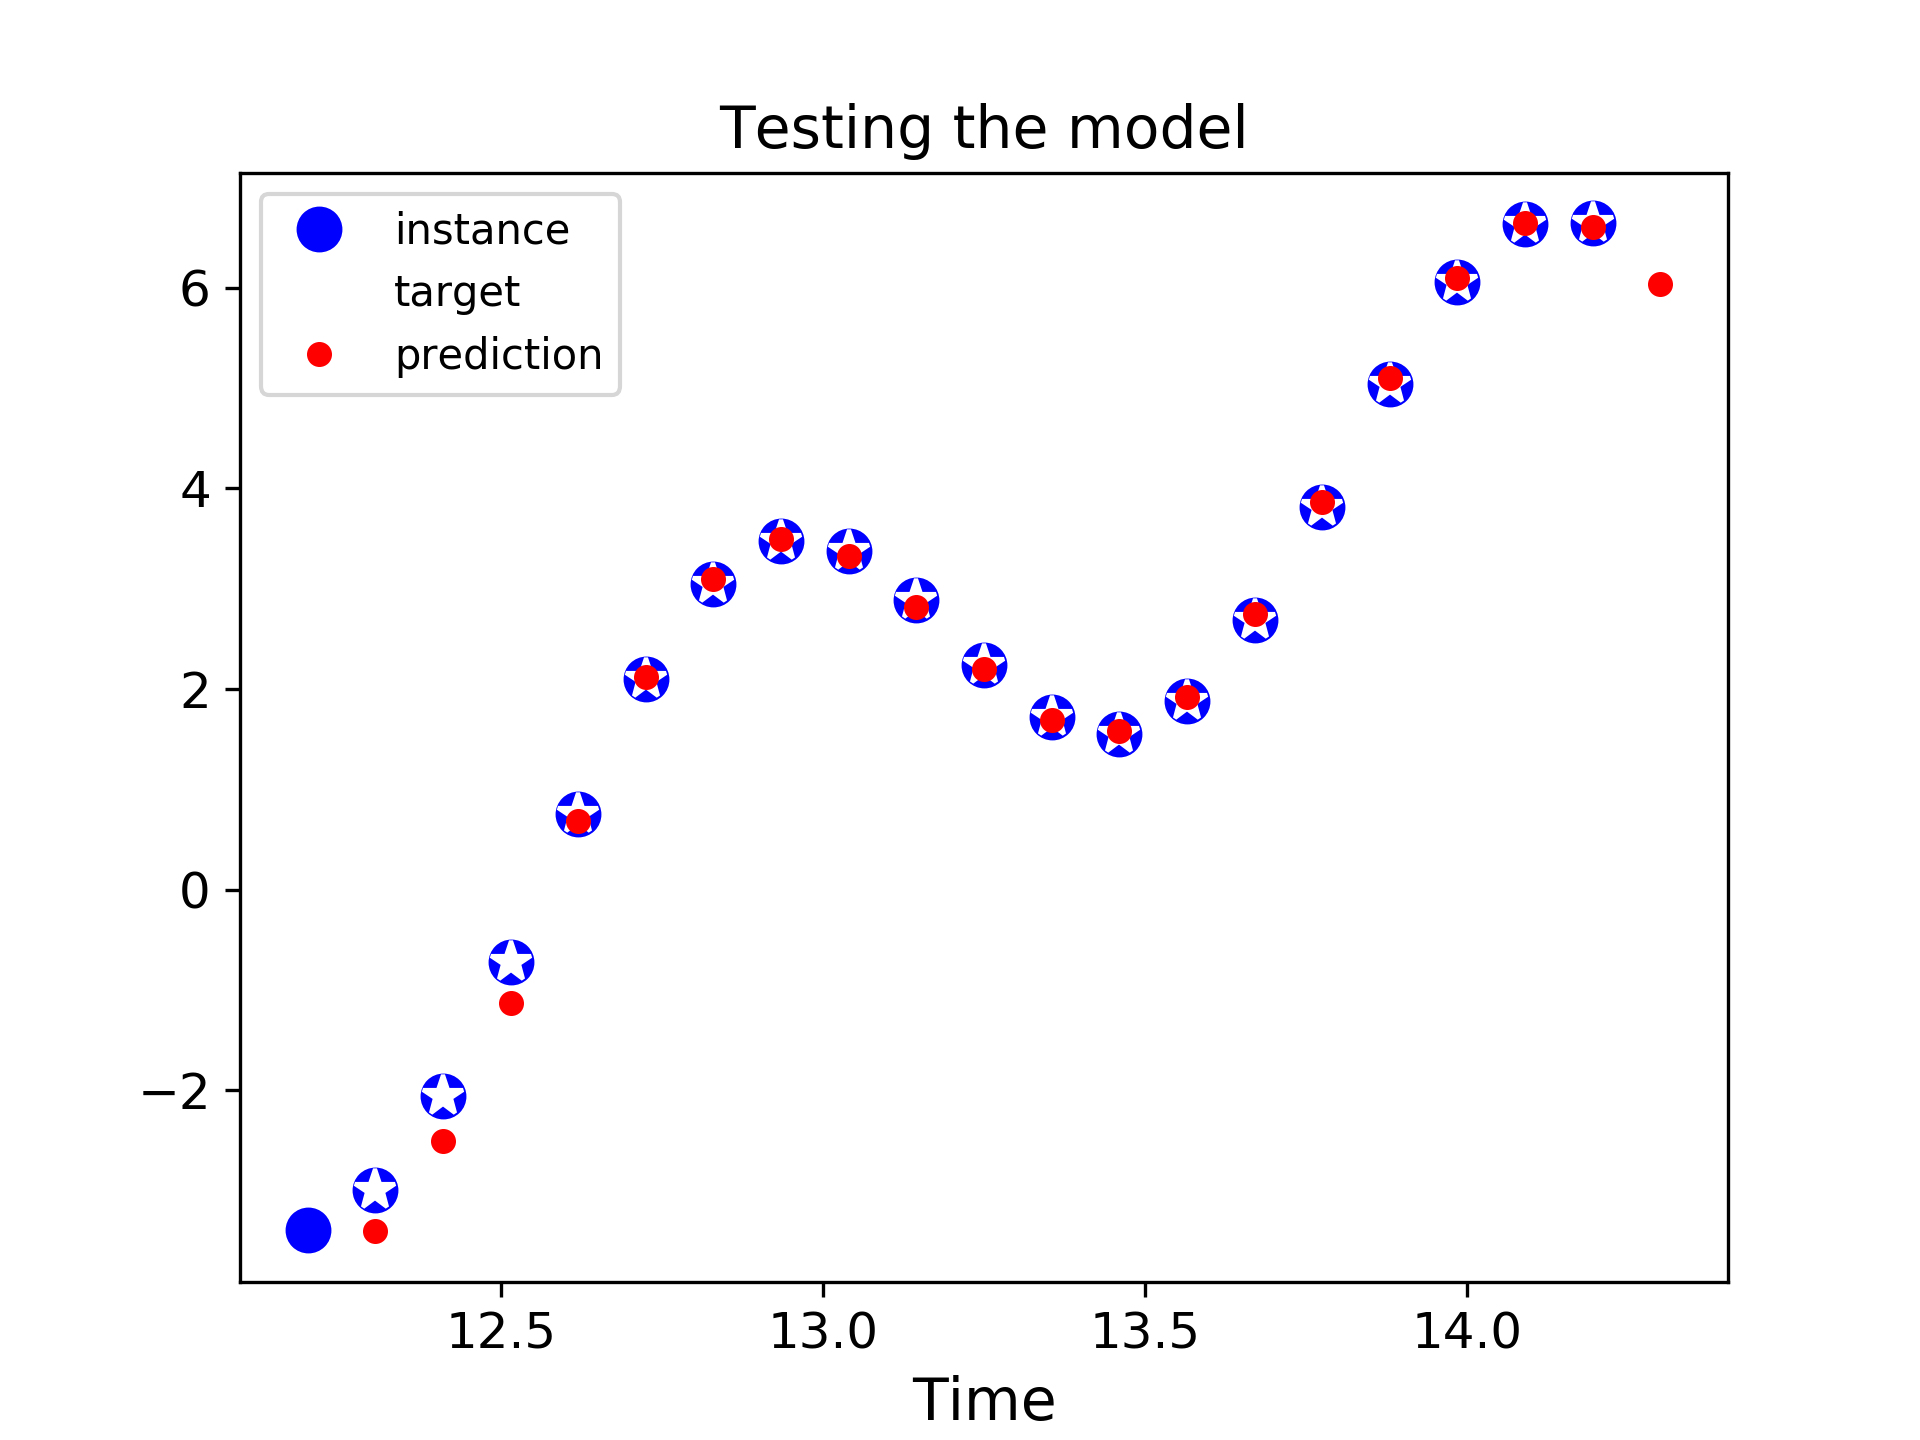 Testing the model
instance
target
prediction
6
4
2
0
−2
12.5 13.0 13.5 14.0
Time